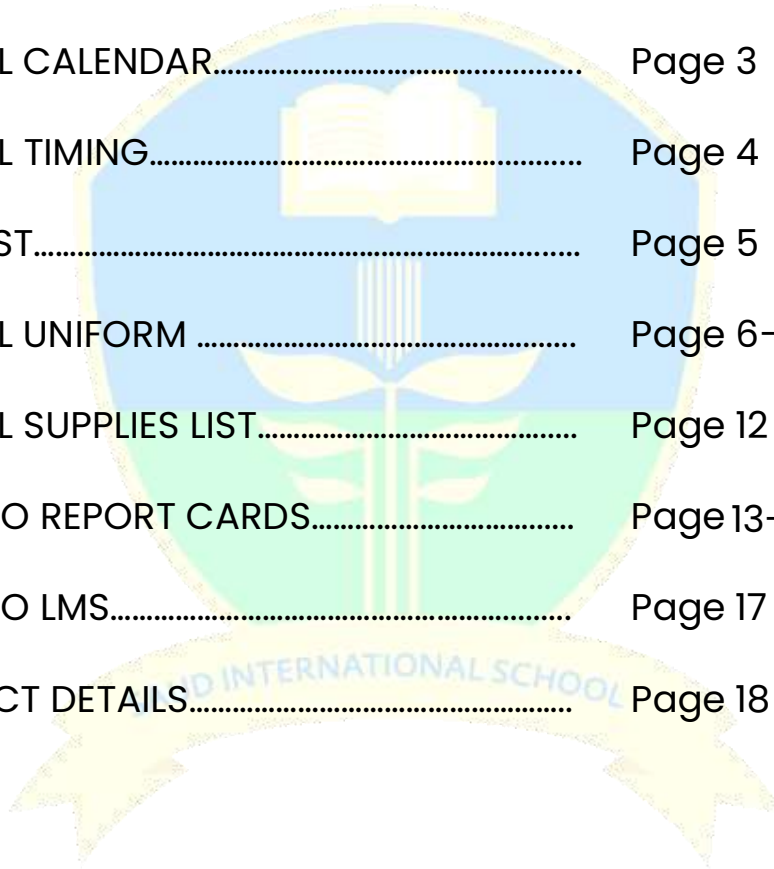 L CALENDAR................................................ Page 3
L TIMING................................................ Page 4
ST................................................ Page 5
L UNIFORM ................................................ Page 6-
L SUPPLIES LIST................................................ Page 12
O REPORT CARDS................................................ Page 13-
O LMS................................................ Page 17
CT DETAILS................................................ Page 18
INTERNATIONAL SCHOOL